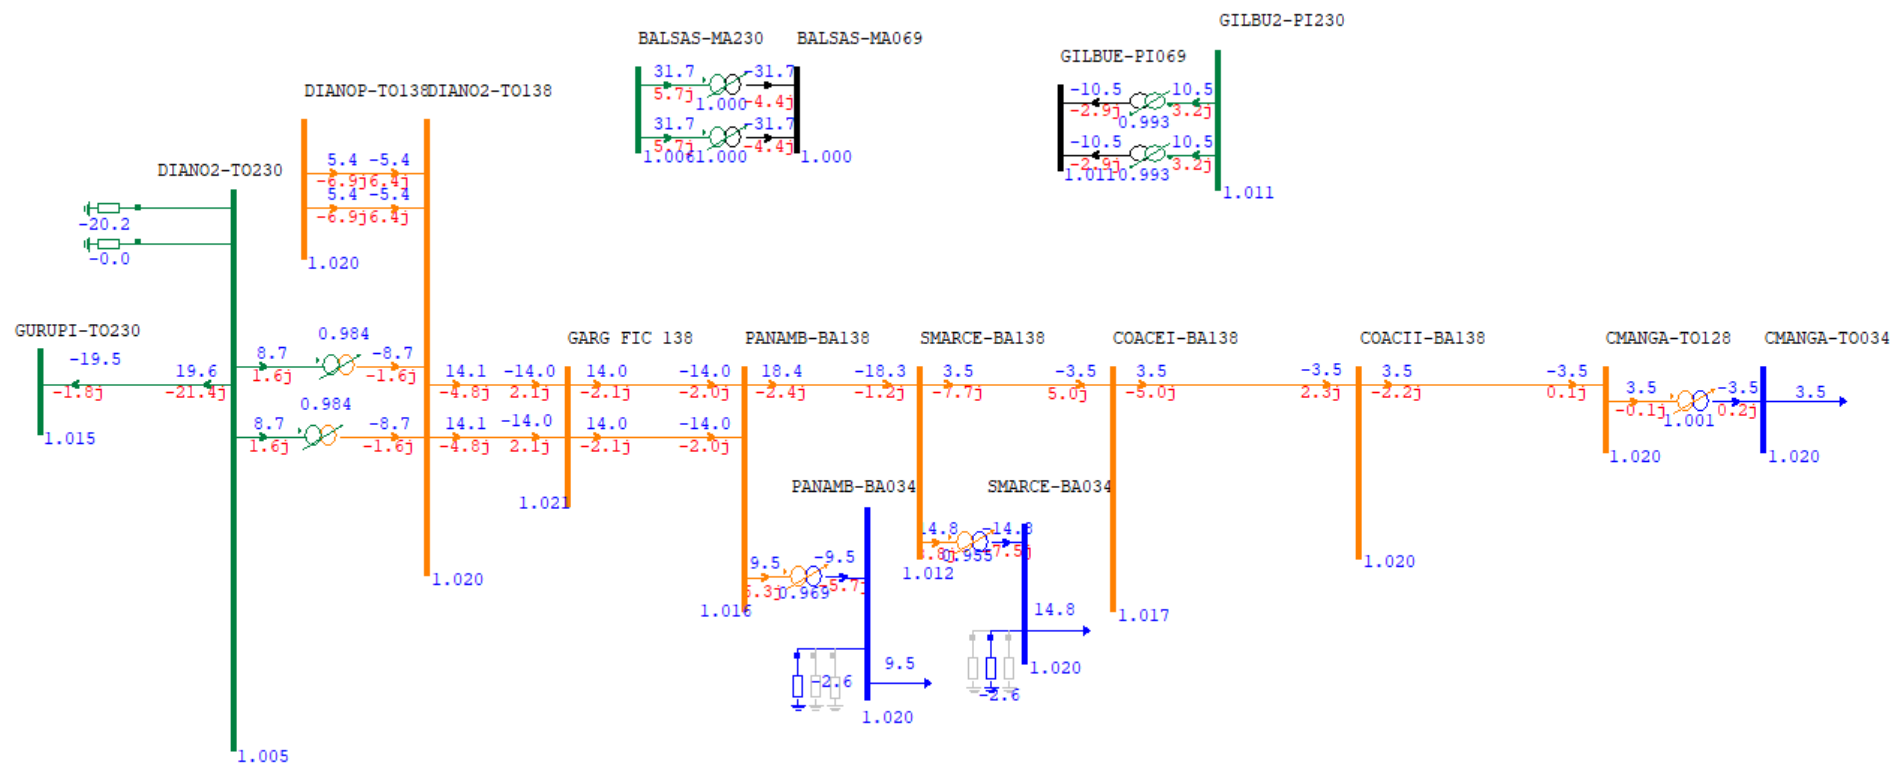 GILBU2-PI230
BALSAS-MA230 BALSAS-MA069
GILBUE-PI069
31.7 -31.7
5.7j 1.000 -4.4j
31.7 -31.7
5.7j 1.000 -4.4j
1.006
1.000
-10.5 10.5
-2.9j 0.993 3.2j
-10.5 10.5
-2.9j 0.993 3.2j
1.011
1.011
DIANOP-TO138 DIANO2-TO138
5.4 -5.4
-6.9j 6.4j
5.4 -5.4
-6.9j 6.4j
1.020
DIANO2-TO230
-20.2
-0.0
GURUPI-TO230
-19.5 19.6
-1.8j -21.4j
1.015
0.984
8.7 -8.7
1.6j -1.6j
0.984
8.7 -8.7
1.6j -1.6j
1.005
1.020
GARG FIC 138
14.1 -14.0
-4.8j 2.1j
14.1 -14.0
-4.8j 2.1j
1.021
14.0 -14.0
-2.1j -2.0j
14.0 -14.0
-2.1j -2.0j
PANAMB-BA138
18.4 -18.3
-2.4j -1.2j
1.016
SMARCE-BA138
3.5 -3.5
-7.7j 5.0j
1.012
COACEI-BA138
3.5 -3.5
-5.0j 2.3j
1.017
COACII-BA138
3.5 -3.5
-2.2j 0.1j
1.020
CMANGA-TO128 CMANGA-TO034
3.5 -3.5
-0.1j 1.001 0.2j
3.5
1.020
1.020
PANAMB-BA034
9.5 -9.5
0.969
-2.6
9.5
1.020
SMARCE-BA034
14.8 -14.8
0.955
14.8
-2.6
1.020